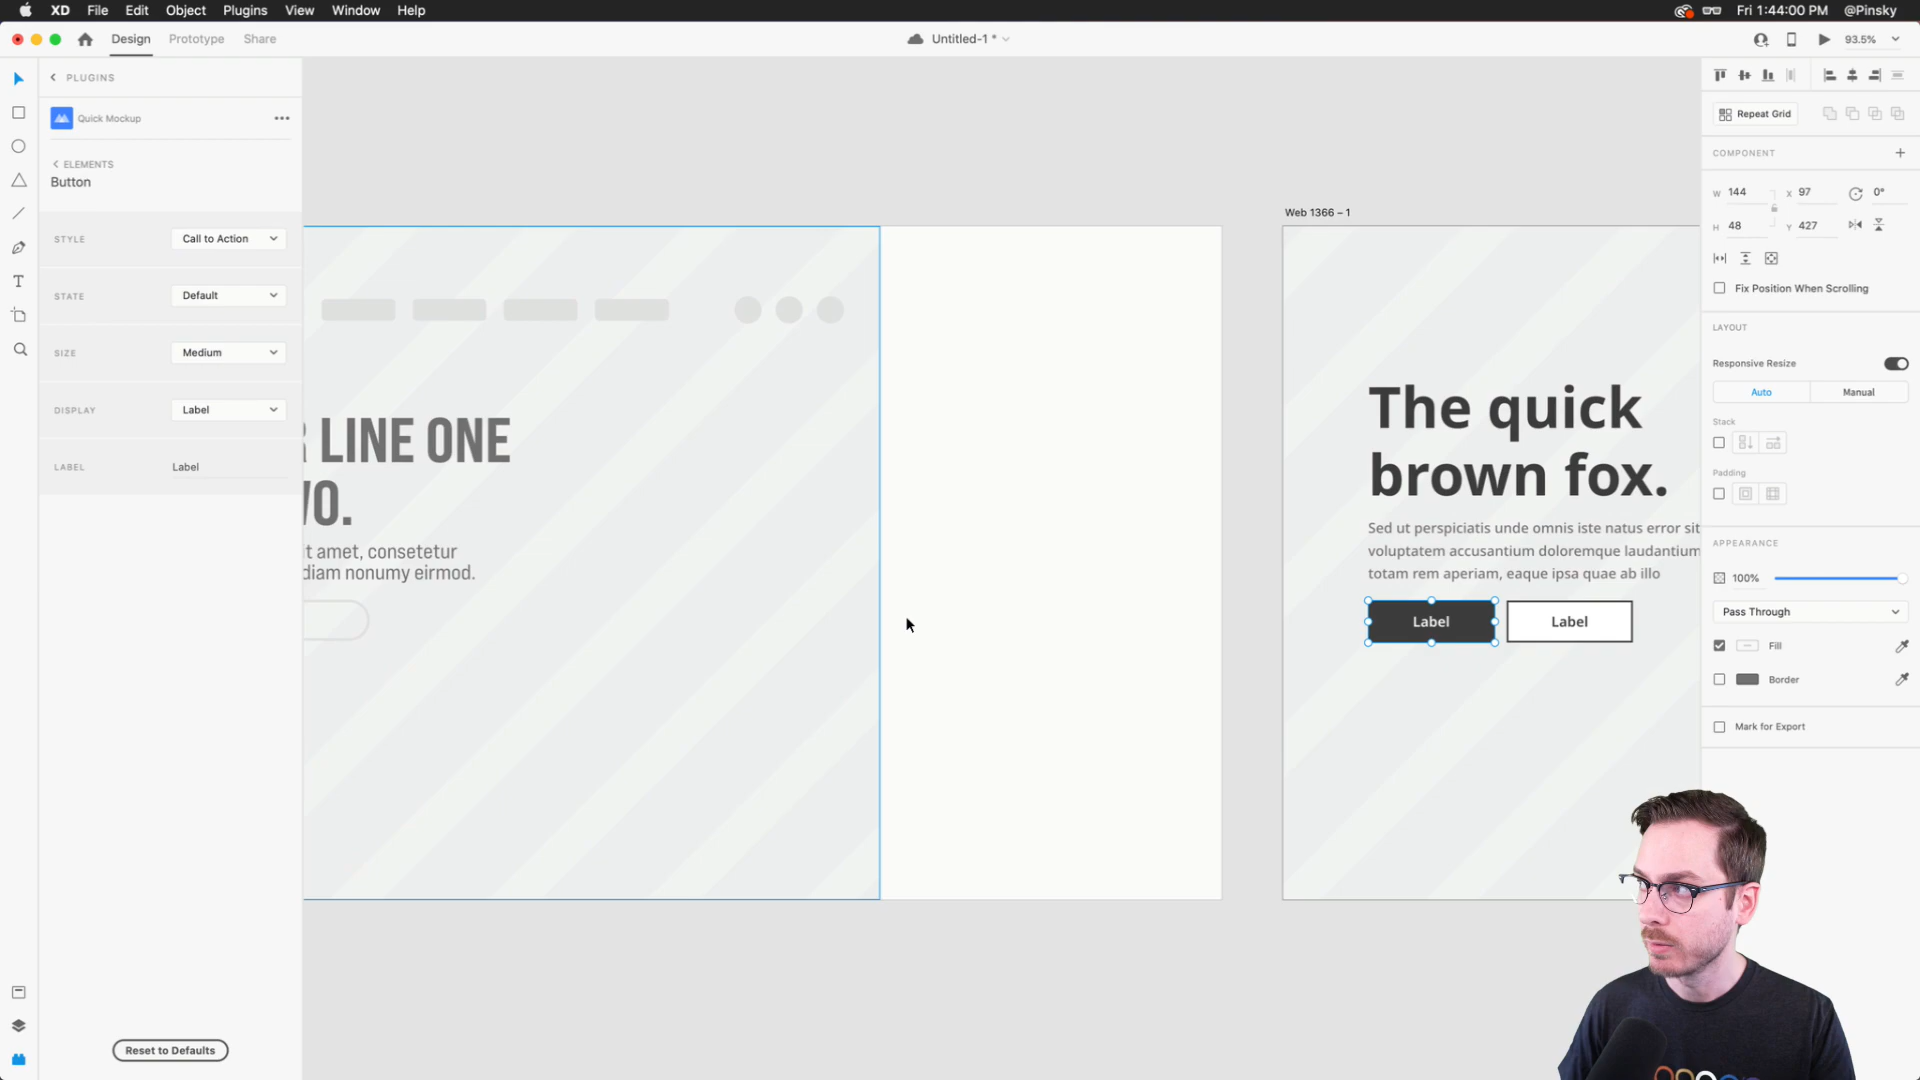 XD File Edit Object Plugins View Window Help
Fri 1:44:00 PM @Pinsky
Design Prototype Share
Untitled-1 *
93.5%
PLUGINS
Quick Mockup
ELEMENTS
Button
STYLE Call to Action
STATE Default
SIZE Medium
DISPLAY Label
LABEL Label
Reset to Defaults
LINE ONE
WO.
it amet, consetetur
diam nonumy eirmod.
Web 1366 – 1
The quick
brown fox.
Sed ut perspiciatis unde omnis iste natus error sit
voluptatem accusantium doloremque laudantium
totam rem aperiam, eaque ipsa quae ab illo
Label Label
Repeat Grid
COMPONENT
W 144 X 97 0°
H 48 Y 427
Fix Position When Scrolling
LAYOUT
Responsive Resize
Auto Manual
Stack
Padding
APPEARANCE
100%
Pass Through
Fill
Border
Mark for Export